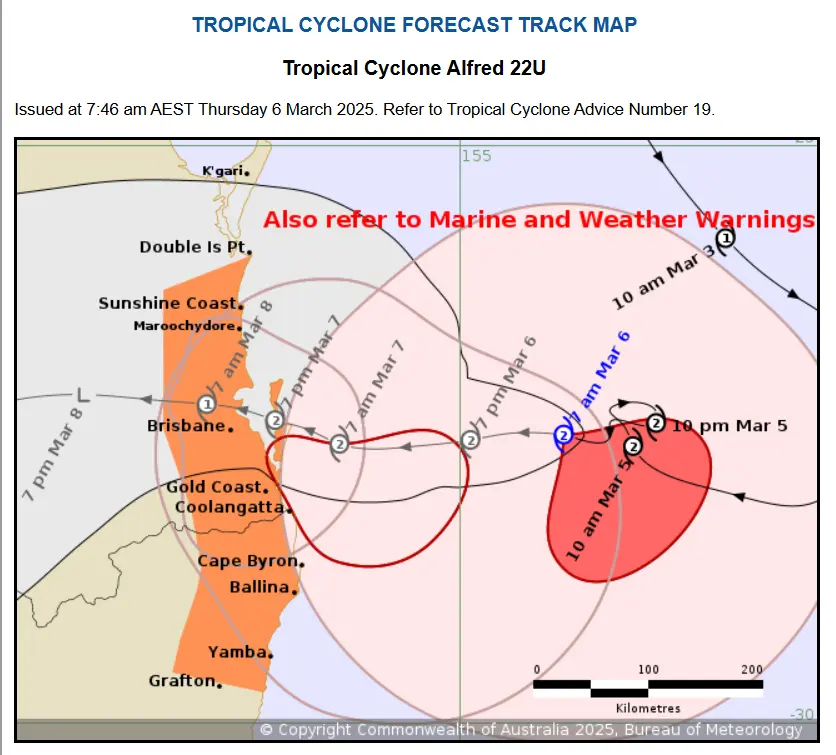 TROPICAL CYCLONE FORECAST TRACK MAP
Tropical Cyclone Alfred 22U
Issued at 7:46 am AEST Thursday 6 March 2025. Refer to Tropical Cyclone Advice Number 19.
155
K'gari
Also refer to Marine and Weather Warnings
1
10 am Mar 3
Double Is Pt.
Sunshine Coast
Maroochydore
7 am Mar 8
7 pm Mar 7
7 am Mar 7
7 pm Mar 6
7 am Mar 6
L
1
2
2
2
2
2
2
10 pm Mar 5
Brisbane
7 pm Mar 8
10 am Mar 5
Gold Coast
Coolangatta
Cape Byron
Ballina
Yamba
Grafton
0 100 200
Kilometres
-30
© Copyright Commonwealth of Australia 2025, Bureau of Meteorology